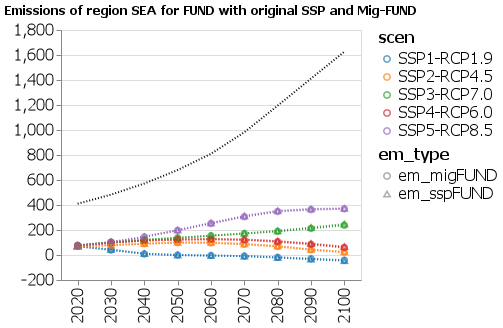 Emissions of region SEA for FUND with original SSP and Mig-FUND
1,800
1,600
1,400
1,200
1,000
800
600
400
200
0
-200
2020
2030
2040
2050
2060
2070
2080
2090
2100
scen
SSP1-RCP1.9
SSP2-RCP4.5
SSP3-RCP7.0
SSP4-RCP6.0
SSP5-RCP8.5
em_type
em_migFUND
em_sspFUND